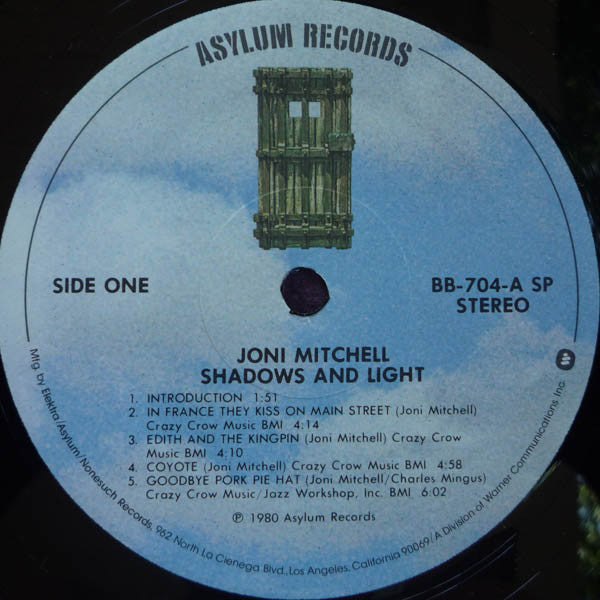 ASYLUM RECORDS
SIDE ONE
BB-704-A SP
STEREO
JONI MITCHELL
SHADOWS AND LIGHT
1. INTRODUCTION 1:51
2. IN FRANCE THEY KISS ON MAIN STREET (Joni Mitchell)
Crazy Crow Music BMI 4:14
3. EDITH AND THE KINGPIN (Joni Mitchell) Crazy Crow
Music BMI 4:10
4. COYOTE (Joni Mitchell) Crazy Crow Music BMI 4:58
5. GOODBYE PORK PIE HAT (Joni Mitchell/Charles Mingus)
Crazy Crow Music/Jazz Workshop, Inc. BMI 6:02
℗ 1980 Asylum Records
Mfg. by Elektra/Asylum/Nonesuch Records, 962 North La Cienega Blvd., Los Angeles, California 90069/A Division of Warner Communications Inc.